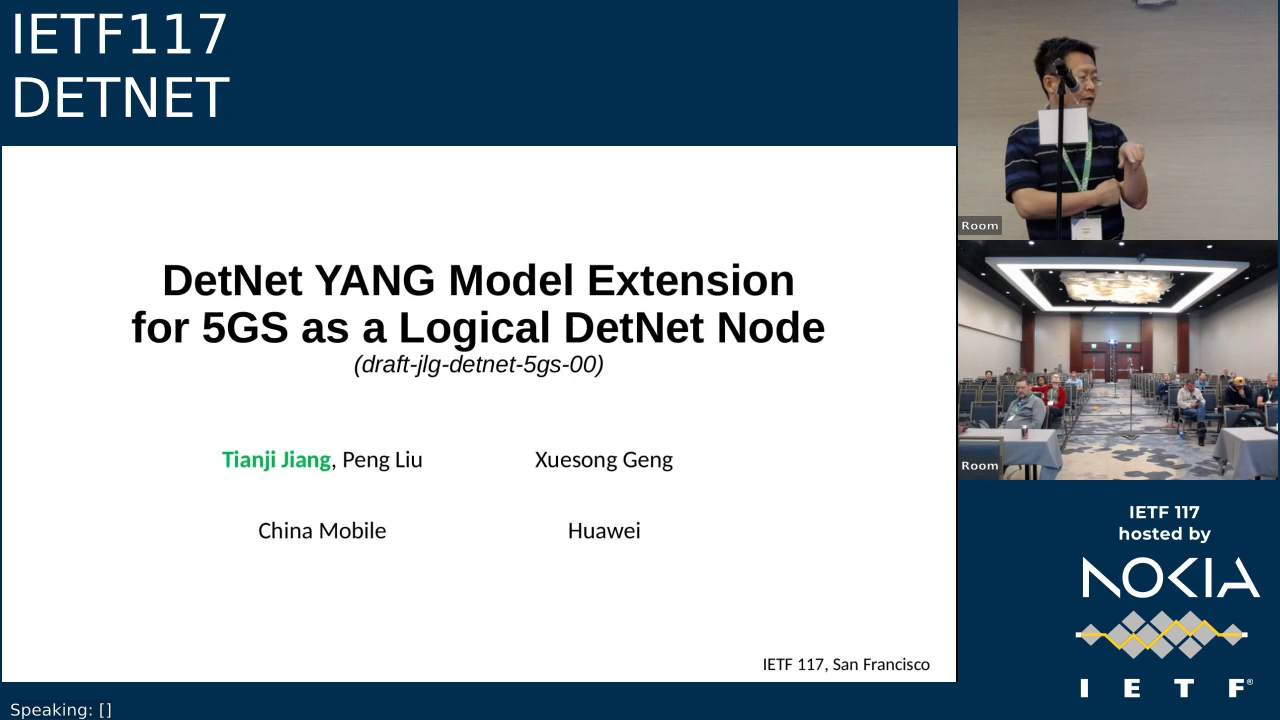 IETF117
DETNET
DetNet YANG Model Extension
for 5GS as a Logical DetNet Node
(draft-jlg-detnet-5gs-00)
Tianji Jiang, Peng Liu
Xuesong Geng
China Mobile
Huawei
IETF 117, San Francisco
Room
Room
IETF 117
hosted by
NOKIA
I E T F®
Speaking: []